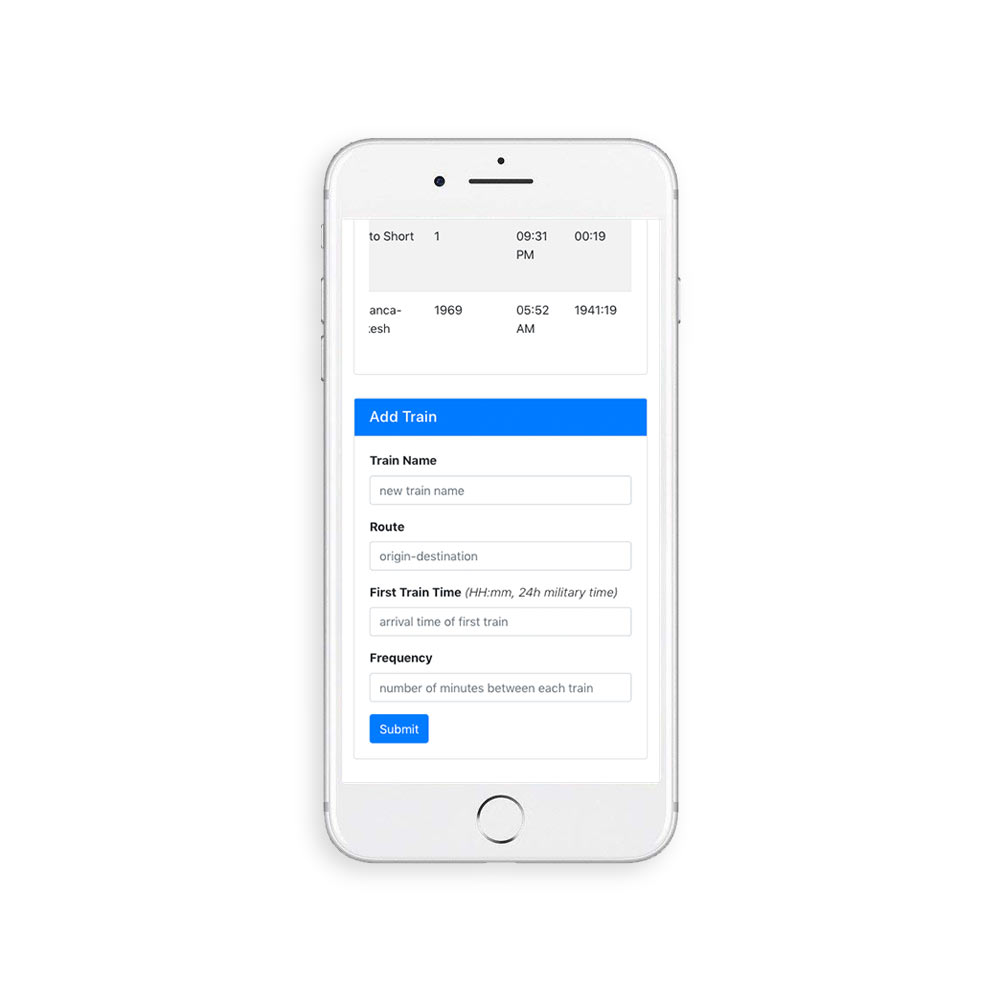 to Short 1 09:31 00:19
PM
anca- 1969 05:52 1941:19
esh AM
Add Train
Train Name
new train name
Route
origin-destination
First Train Time (HH:mm, 24h military time)
arrival time of first train
Frequency
number of minutes between each train
Submit